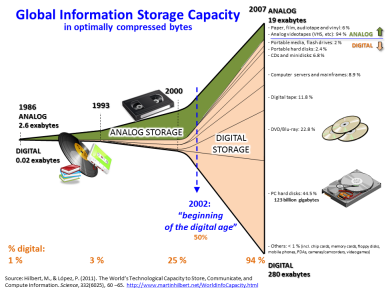 Global Information Storage Capacity
in optimally compressed bytes
2007 ANALOG
19 exabytes
- Paper, film, audiotape and vinyl: 6 %
- Analog videotapes (VHS, etc): 94 %
ANALOG
DIGITAL
- Portable media, flash drives: 2 %
- Portable hard disks: 2.4 %
- CDs and minidisks: 6.8 %
- Computer servers and mainframes: 8.9 %
- Digital tape: 11.8 %
- DVD/Blu-ray: 22.8 %
- PC hard disks: 44.5 %
123 billion gigabytes
- Others: < 1 % (incl. chip cards, memory cards, floppy disks,
mobile phones, PDAs, cameras/camcorders, video games)
DIGITAL
280 exabytes
1986
ANALOG
2.6 exabytes
DIGITAL
0.02 exabytes
1993
2000
ANALOG STORAGE
DIGITAL
STORAGE
2002:
"beginning
of the digital age"
50%
% digital:
1 % 3 % 25 % 94 %
Source: Hilbert, M., & López, P. (2011). The World's Technological Capacity to Store, Communicate, and
Compute Information. Science, 332(6025), 60 –65. http://www.martinhilbert.net/WorldInfoCapacity.html